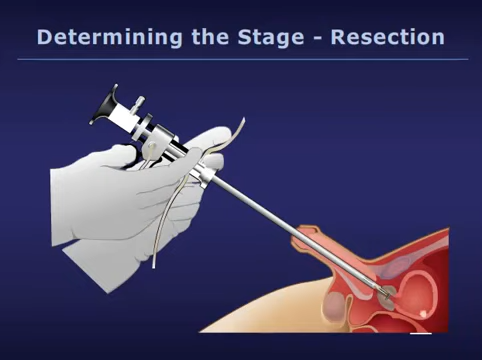 Determining the Stage - Resection